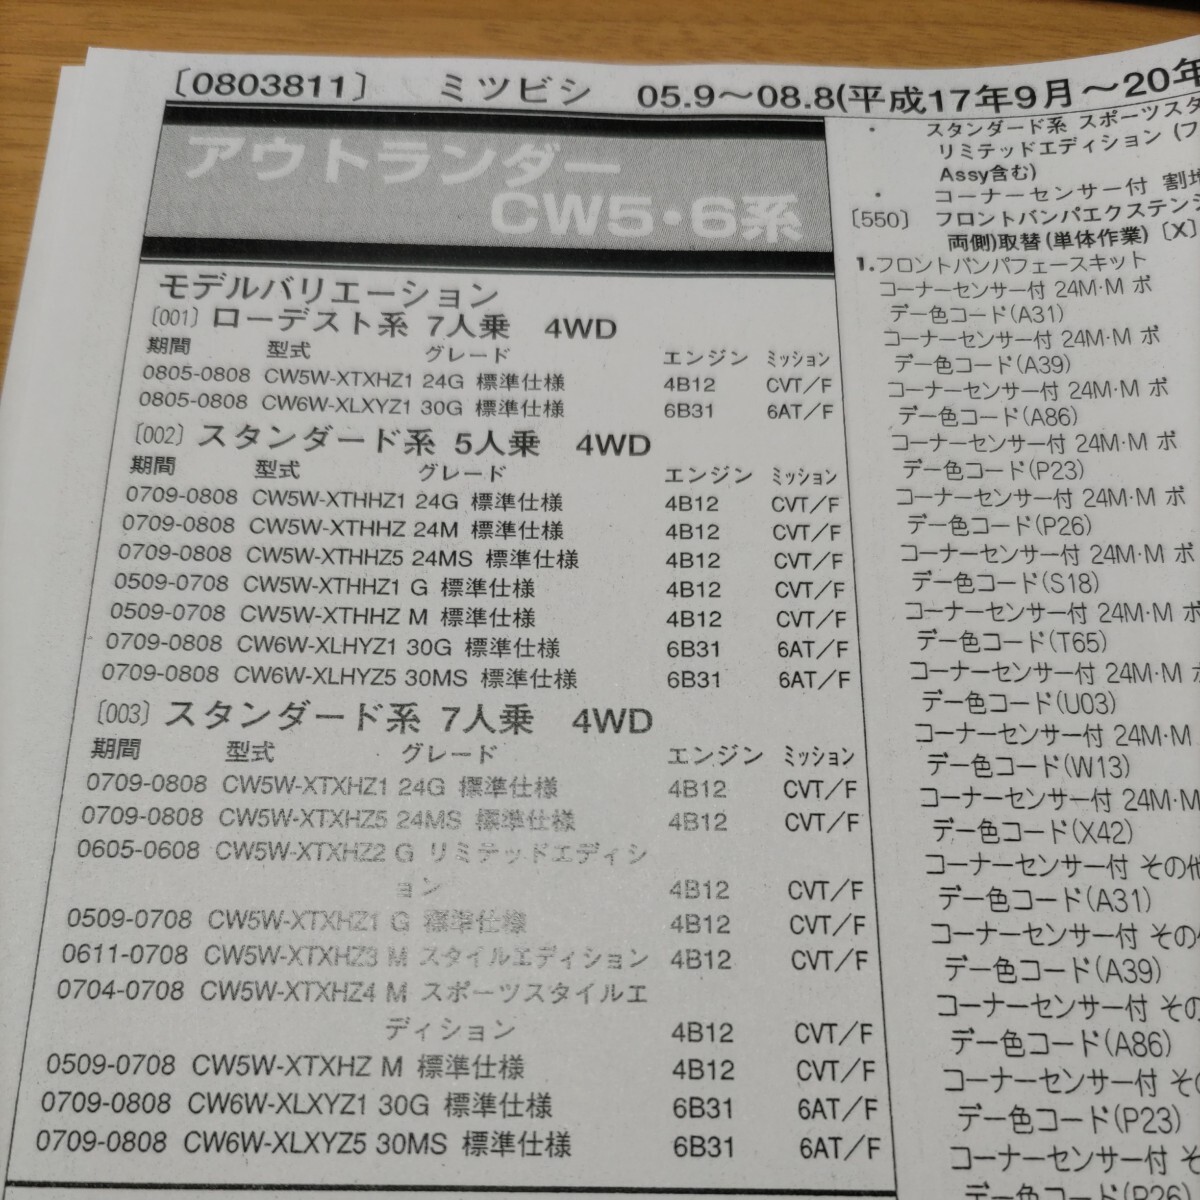 〔0803811〕 ミツビシ 05.9～08.8(平成17年9月～20年
アウトランダー
CW5・6系
モデルバリエーション
〔001〕ローデスト系 7人乗 4WD
期間 型式 グレード エンジン ミッション
0805-0808 CW5W-XTXHZ1 24G 標準仕様 4B12 CVT/F
0805-0808 CW6W-XLXYZ1 30G 標準仕様 6B31 6AT/F
〔002〕スタンダード系 5人乗 4WD
期間 型式 グレード エンジン ミッション
0709-0808 CW5W-XTHHZ1 24G 標準仕様 4B12 CVT/F
0709-0808 CW5W-XTHHZ 24M 標準仕様 4B12 CVT/F
0709-0808 CW5W-XTHHZ5 24MS 標準仕様 4B12 CVT/F
0509-0708 CW5W-XTHHZ1 G 標準仕様 4B12 CVT/F
0509-0708 CW5W-XTHHZ M 標準仕様 4B12 CVT/F
0709-0808 CW6W-XLHYZ1 30G 標準仕様 6B31 6AT/F
0709-0808 CW6W-XLHYZ5 30MS 標準仕様 6B31 6AT/F
〔003〕スタンダード系 7人乗 4WD
期間 型式 グレード エンジン ミッション
0709-0808 CW5W-XTXHZ1 24G 標準仕様 4B12 CVT/F
0709-0808 CW5W-XTXHZ5 24MS 標準仕様 4B12 CVT/F
0605-0608 CW5W-XTXHZ2 G リミテッドエディシ
ョン 4B12 CVT/F
0509-0708 CW5W-XTXHZ1 G 標準仕様 4B12 CVT/F
0611-0708 CW5W-XTXHZ3 M スタイルエディション 4B12 CVT/F
0704-0708 CW5W-XTXHZ4 M スポーツスタイルエ
ディション 4B12 CVT/F
0509-0708 CW5W-XTXHZ M 標準仕様 4B12 CVT/F
0709-0808 CW6W-XLXYZ1 30G 標準仕様 6B31 6AT/F
0709-0808 CW6W-XLXYZ5 30MS 標準仕様 6B31 6AT/F
・ スタンダード系 スポーツスタ
リミテッドエディション (フ
Assy含む)
・ コーナーセンサー付 割増
〔550〕 フロントバンパエクステンシ
両側)取替(単体作業)〔X〕
1.フロントバンパフェースキット
コーナーセンサー付 24M・M ボ
デー色コード(A31)
コーナーセンサー付 24M・M ボ
デー色コード(A39)
コーナーセンサー付 24M・M ボ
デー色コード(A86)
コーナーセンサー付 24M・M ボ
デー色コード(P23)
コーナーセンサー付 24M・M ボ
デー色コード(P26)
コーナーセンサー付 24M・M ボ
デー色コード(S18)
コーナーセンサー付 24M・M ボ
デー色コード(T65)
コーナーセンサー付 24M・M ボ
デー色コード(U03)
コーナーセンサー付 24M・M
デー色コード(W13)
コーナーセンサー付 24M・M
デー色コード(X42)
コーナーセンサー付 その他
デー色コード(A31)
コーナーセンサー付 その
デー色コード(A39)
コーナーセンサー付 その
デー色コード(A86)
コーナーセンサー付 その
デー色コード(P23)
コーナーセンサー付 そ
デー色コード(P26)